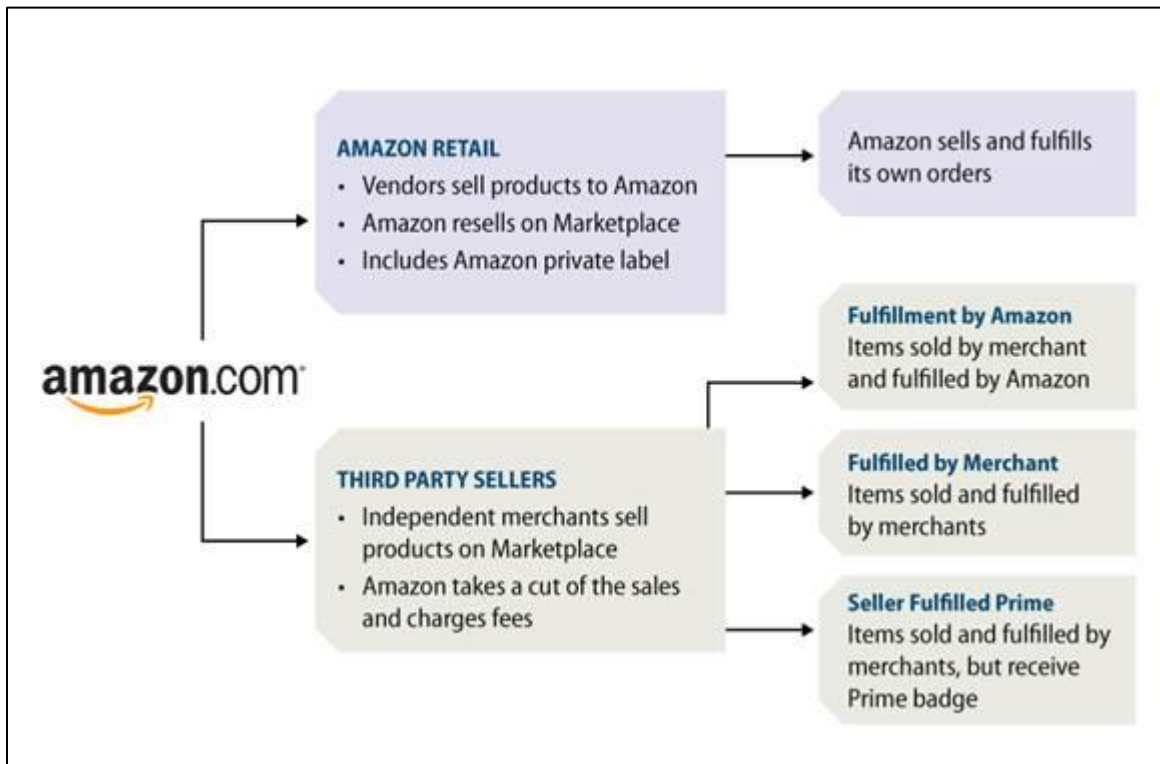 AMAZON RETAIL
• Vendors sell products to Amazon
• Amazon resells on Marketplace
• Includes Amazon private label
Amazon sells and fulfills
its own orders
amazon.com
THIRD PARTY SELLERS
• Independent merchants sell
products on Marketplace
• Amazon takes a cut of the sales
and charges fees
Fulfillment by Amazon
Items sold by merchant
and fulfilled by Amazon
Fulfilled by Merchant
Items sold and fulfilled
by merchants
Seller Fulfilled Prime
Items sold and fulfilled by
merchants, but receive
Prime badge